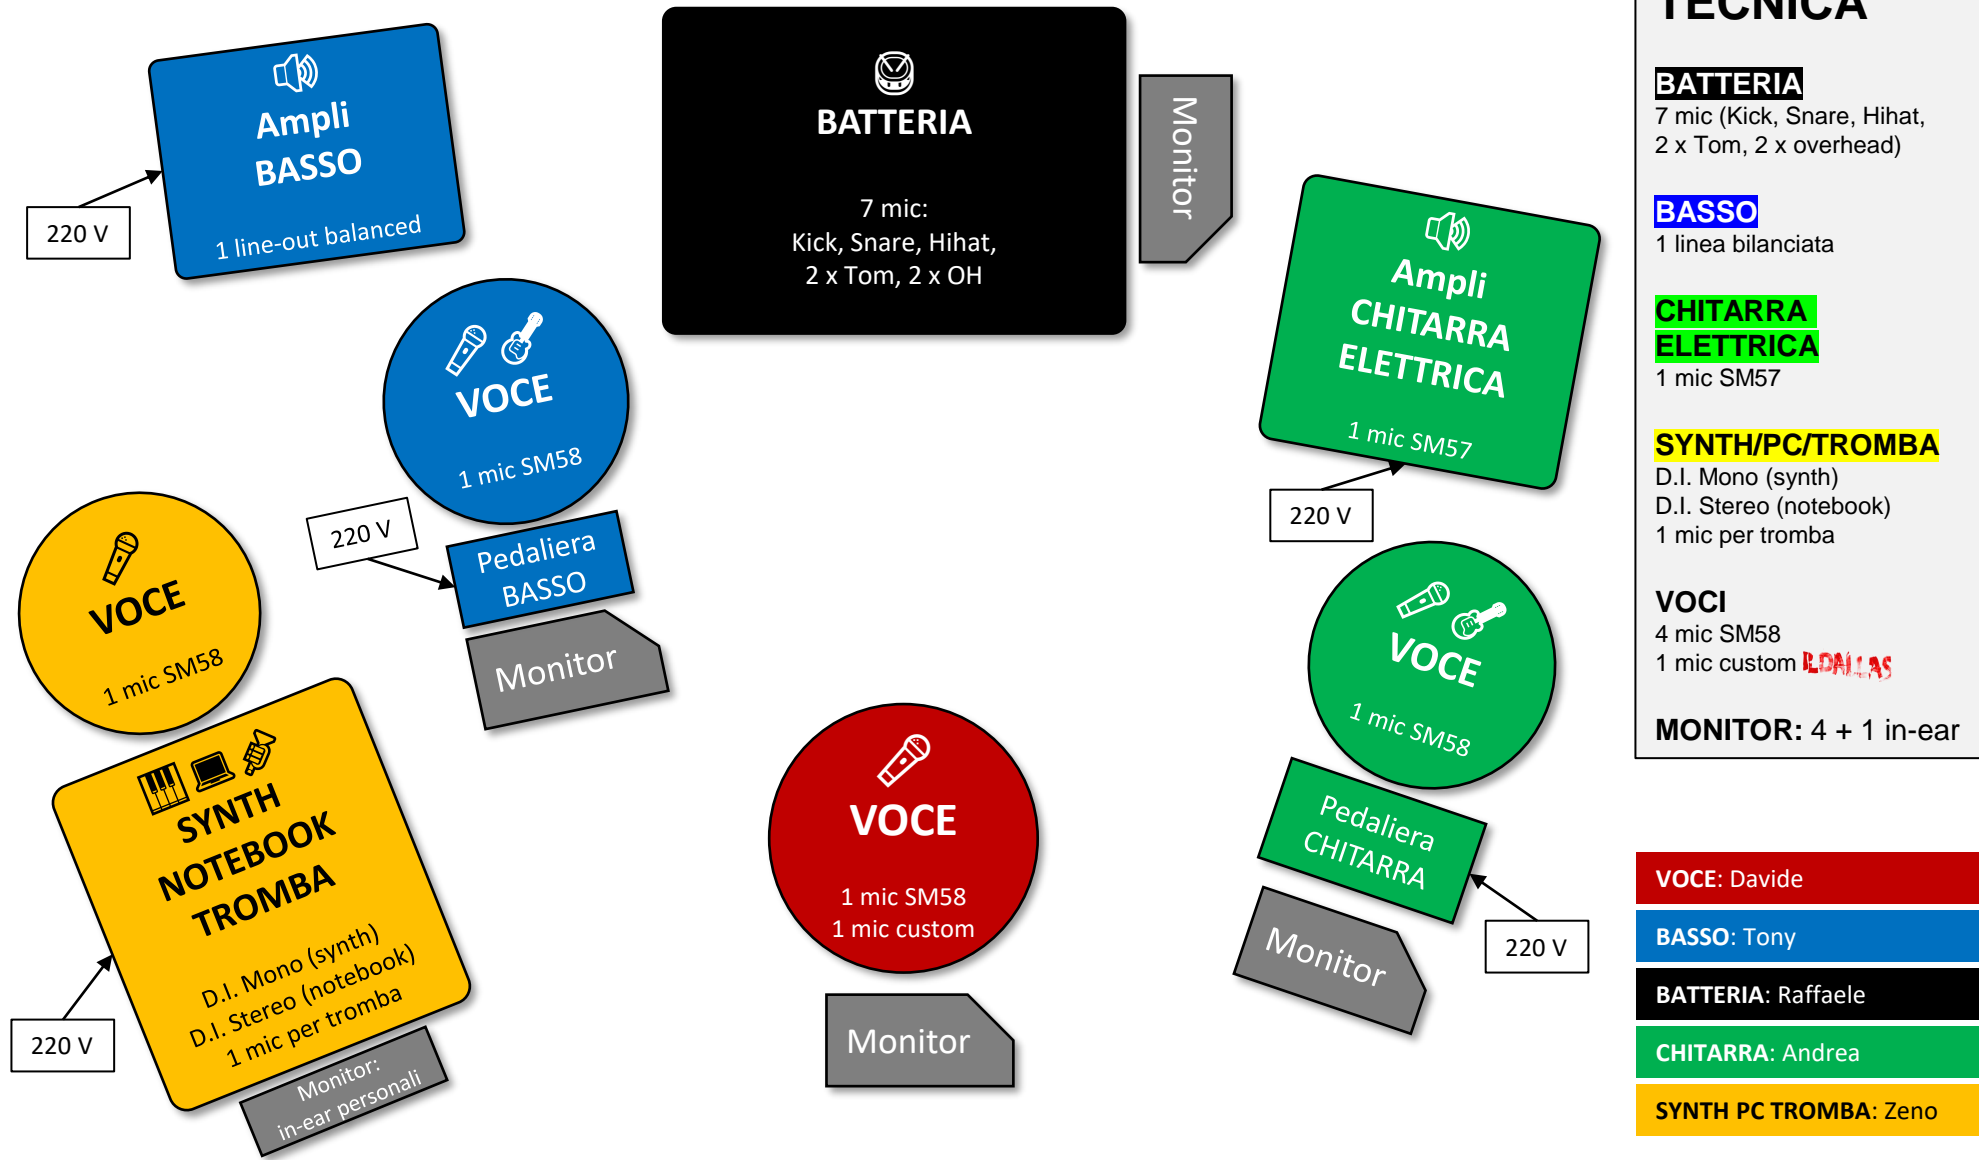 Ampli
BASSO
1 line-out balanced
220 V
BATTERIA
7 mic:
Kick, Snare, Hihat,
2 x Tom, 2 x OH
Monitor
Ampli
CHITARRA
ELETTRICA
1 mic SM57
220 V
VOCE
1 mic SM58
220 V
Pedaliera
BASSO
Monitor
VOCE
1 mic SM58
SYNTH
NOTEBOOK
TROMBA
D.I. Mono (synth)
D.I. Stereo (notebook)
1 mic per tromba
220 V
Monitor:
in-ear personali
VOCE
1 mic SM58
1 mic custom
Monitor
VOCE
1 mic SM58
Pedaliera
CHITARRA
220 V
Monitor
TECNICA
BATTERIA
7 mic (Kick, Snare, Hihat,
2 x Tom, 2 x overhead)
BASSO
1 linea bilanciata
CHITARRA
ELETTRICA
1 mic SM57
SYNTH/PC/TROMBA
D.I. Mono (synth)
D.I. Stereo (notebook)
1 mic per tromba
VOCI
4 mic SM58
1 mic custom ILDALLAS
MONITOR: 4 + 1 in-ear
VOCE: Davide
BASSO: Tony
BATTERIA: Raffaele
CHITARRA: Andrea
SYNTH PC TROMBA: Zeno